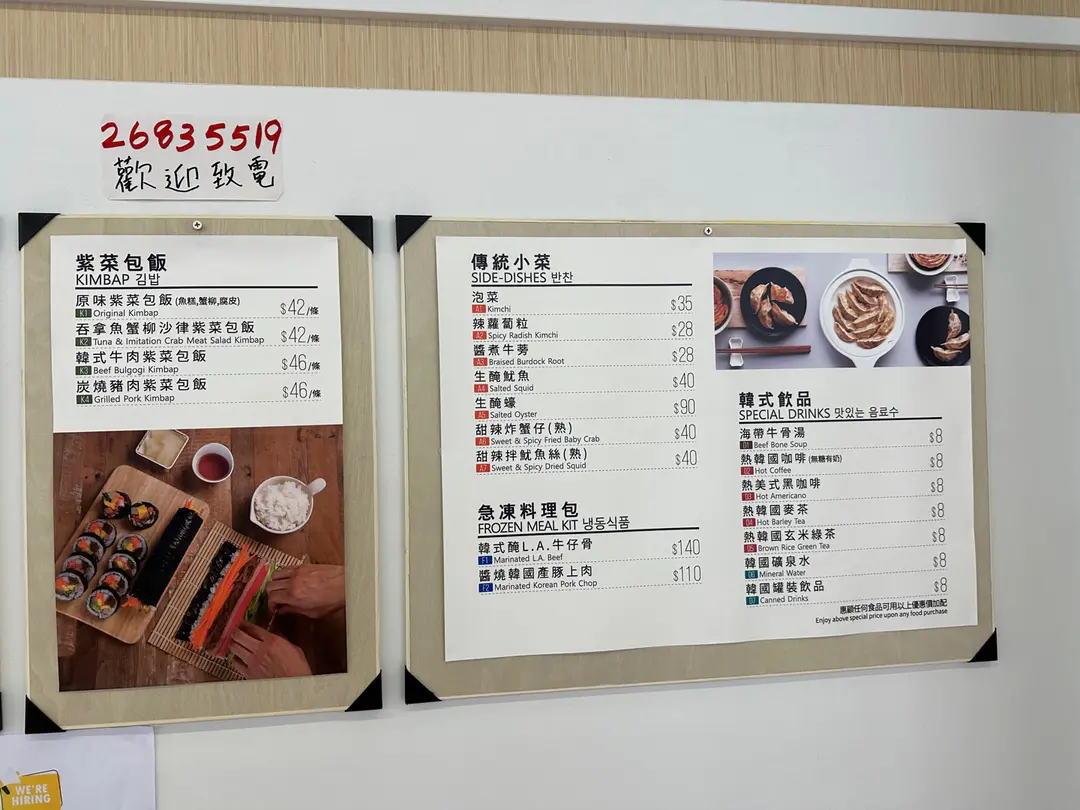 26835519
歡迎致電
紫菜包飯
KIMBAP 김밥
原味紫菜包飯 (魚糕,蟹柳,腐皮)
K1 Original Kimbap
$42/條
吞拿魚蟹柳沙律紫菜包飯
K2 Tuna & Imitation Crab Meat Salad Kimbap
$42/條
韓式牛肉紫菜包飯
K3 Beef Bulgogi Kimbap
$46/條
炭燒豬肉紫菜包飯
K4 Grilled Pork Kimbap
$46/條
傳統小菜
SIDE-DISHES 반찬
泡菜
A1 Kimchi
$35
辣蘿蔔粒
A2 Spicy Radish Kimchi
$28
醬煮牛蒡
A3 Braised Burdock Root
$28
生醃魷魚
A4 Salted Squid
$40
生醃蠔
A5 Salted Oyster
$90
甜辣炸蟹仔(熟)
A6 Sweet & Spicy Fried Baby Crab
$40
甜辣拌魷魚絲(熟)
A7 Sweet & Spicy Dried Squid
$40
急凍料理包
FROZEN MEAL KIT 냉동식품
韓式醃L.A.牛仔骨
F1 Marinated L.A. Beef
$140
醬燒韓國產豚上肉
F2 Marinated Korean Pork Chop
$110
韓式飲品
SPECIAL DRINKS 맛있는 음료수
海帶牛骨湯
D1 Beef Bone Soup
$8
熱韓國咖啡 (無糖有奶)
D2 Hot Coffee
$8
熱美式黑咖啡
D3 Hot Americano
$8
熱韓國麥茶
D4 Hot Barley Tea
$8
熱韓國玄米綠茶
D5 Brown Rice Green Tea
$8
韓國礦泉水
D6 Mineral Water
$8
韓國罐裝飲品
D7 Canned Drinks
$8
惠顧任何食品可用以上優惠價加配
Enjoy above special price upon any food purchase
WE'RE
HIRING